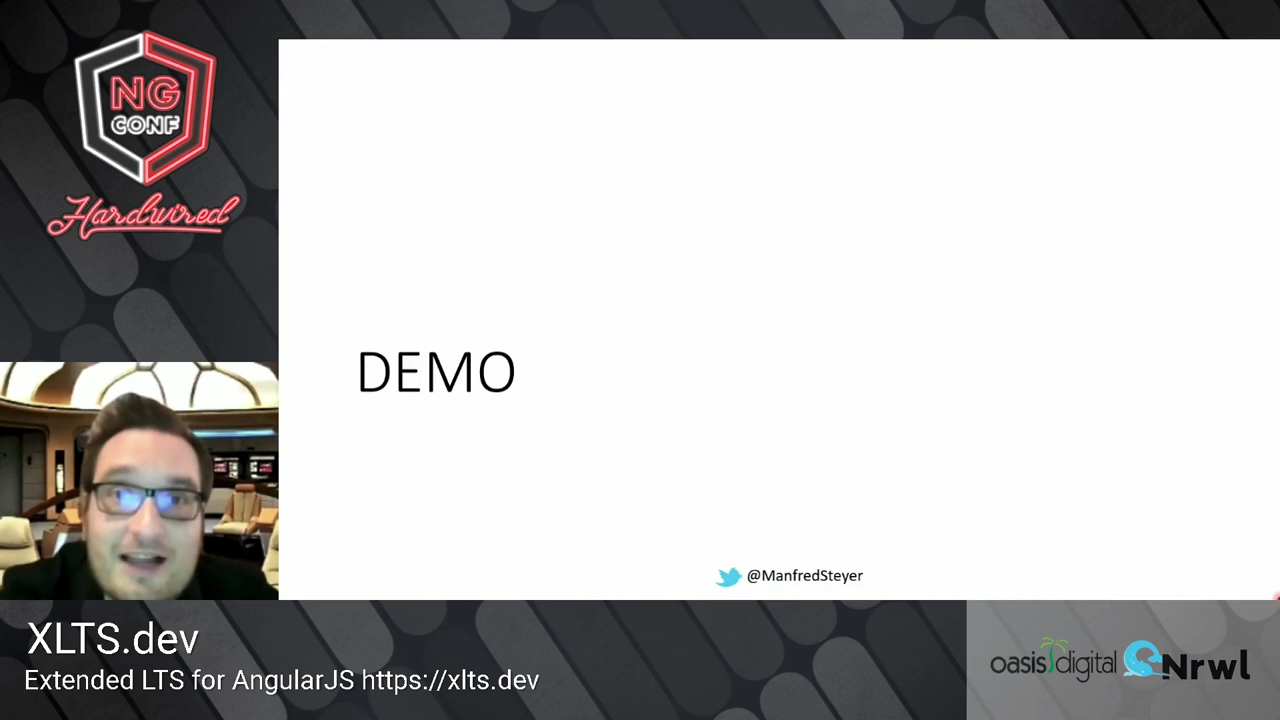 NG
CONF
Hardwired
DEMO
@ManfredSteyer
XLTS.dev
Extended LTS for AngularJS https://xlts.dev
oasis digital
Nrwl